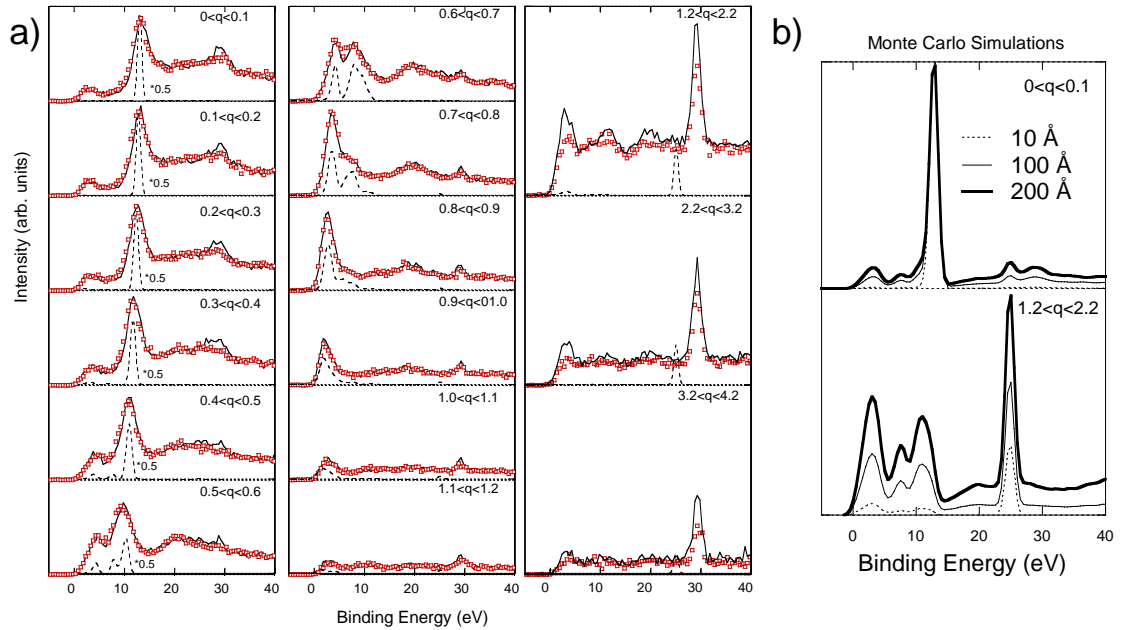 a)
Intensity (arb. units)
0<q<0.1
*0.5
0.1<q<0.2
*0.5
0.2<q<0.3
*0.5
0.3<q<0.4
*0.5
0.4<q<0.5
*0.5
0.5<q<0.6
*0.5
0 10 20 30 40
0.6<q<0.7
0.7<q<0.8
0.8<q<0.9
0.9<q<01.0
1.0<q<1.1
1.1<q<1.2
0 10 20 30 40
1.2<q<2.2
2.2<q<3.2
3.2<q<4.2
0 10 20 30 40
Binding Energy (eV)
b)
Monte Carlo Simulations
0<q<0.1
10 Å
100 Å
200 Å
1.2<q<2.2
0 10 20 30 40
Binding Energy (eV)